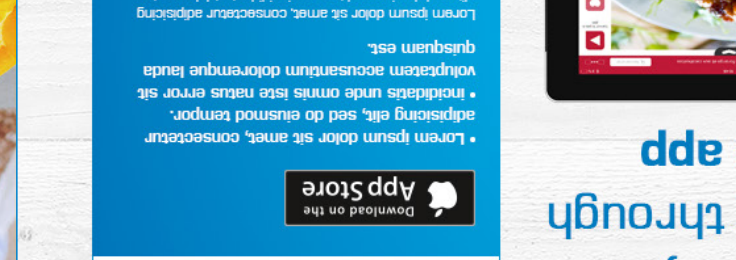 through
app
Download on the
App Store
• Lorem ipsum dolor sit amet, consectetur
adipisicing elit, sed do eiusmod tempor.
• unde omnis iste natus error sit
voluptatem accusantium doloremque lauda
quisquam est.
Lorem ipsum dolor sit amet, consectetur adipisicing